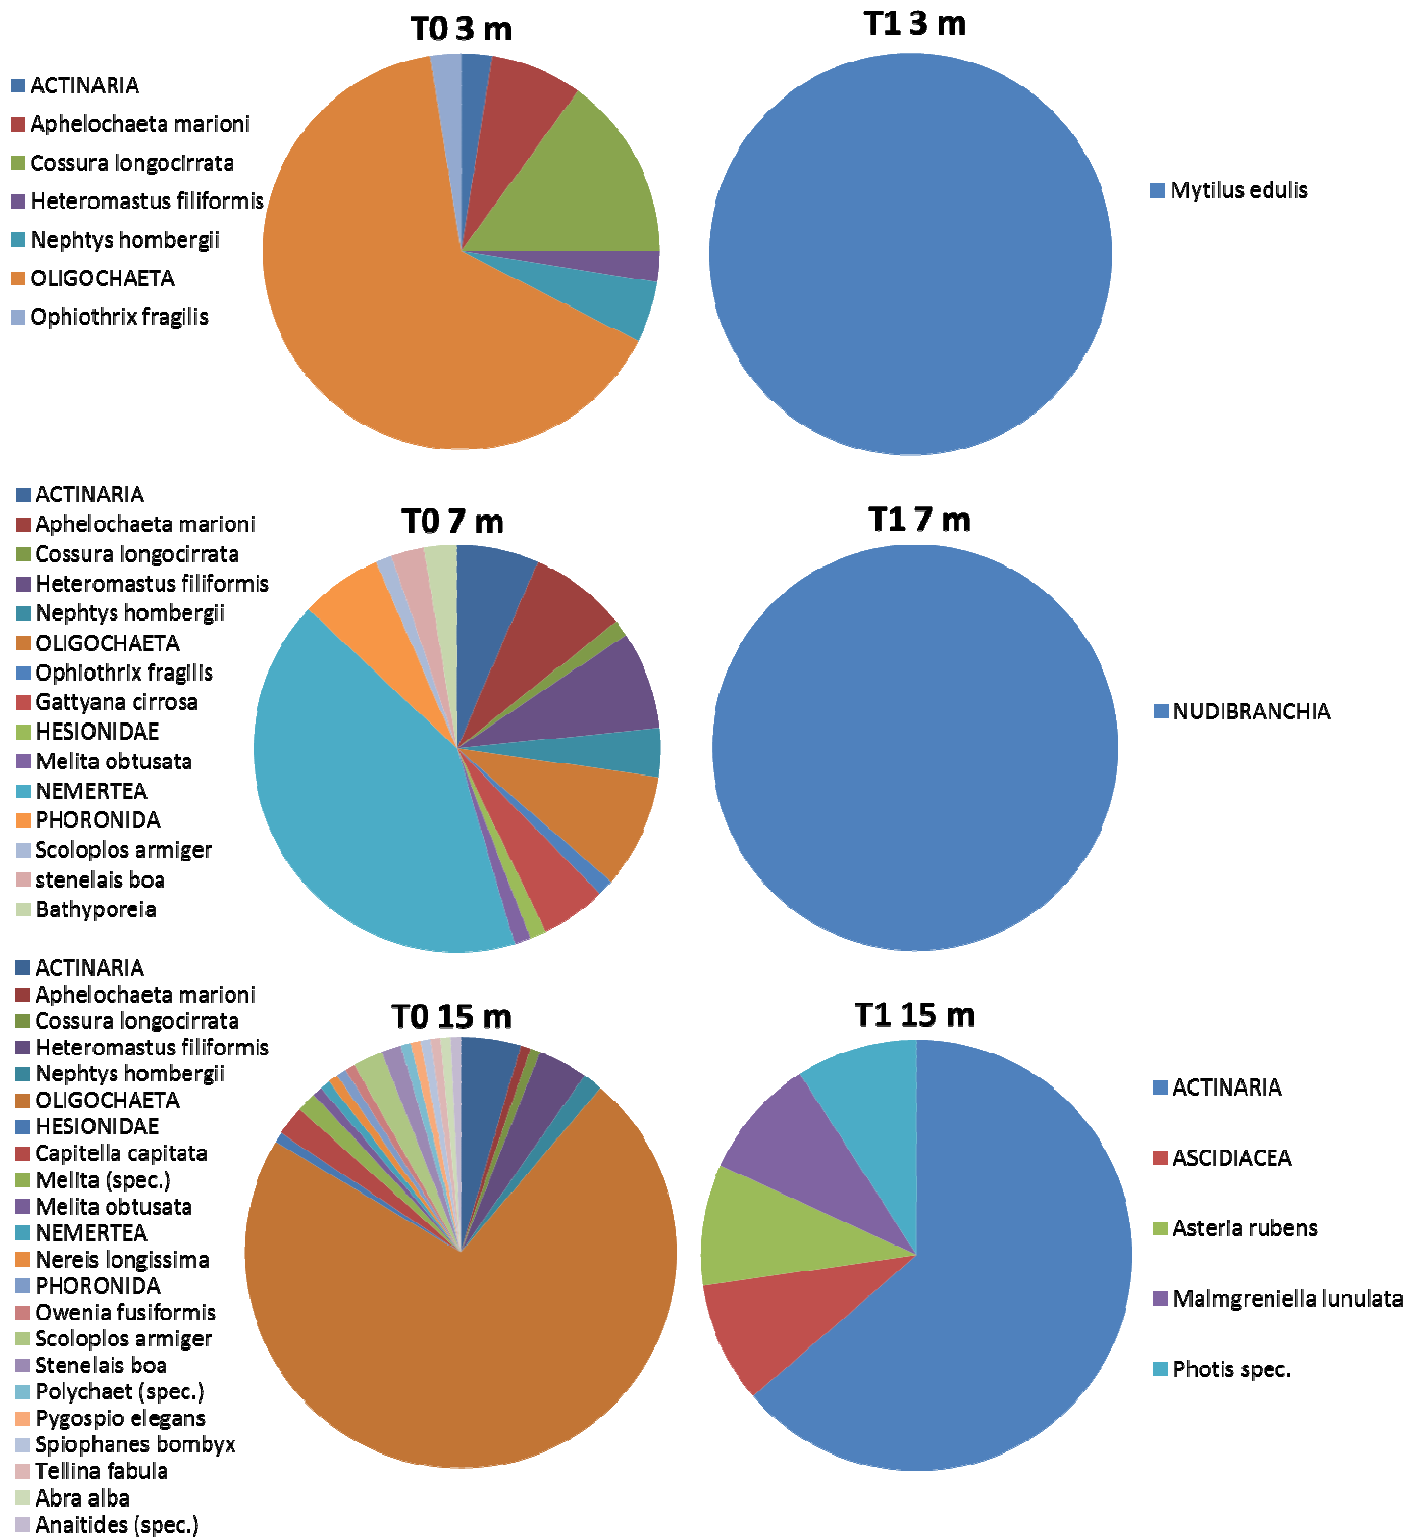 T0 3 m
ACTINARIA
Aphelochaeta marioni
Cossura longocirrata
Heteromastus filiformis
Nephtys hombergii
OLIGOCHAETA
Ophiothrix fragilis
T1 3 m
Mytilus edulis
T0 7 m
ACTINARIA
Aphelochaeta marioni
Cossura longocirrata
Heteromastus filiformis
Nephtys hombergii
OLIGOCHAETA
Ophiothrix fragilis
Gattyana cirrosa
HESIONIDAE
Melita obtusata
NEMERTEA
PHORONIDA
Scoloplos armiger
stenelais boa
Bathyporeia
T1 7 m
NUDIBRANCHIA
T0 15 m
ACTINARIA
Aphelochaeta marioni
Cossura longocirrata
Heteromastus filiformis
Nephtys hombergii
OLIGOCHAETA
HESIONIDAE
Capitella capitata
Melita (spec.)
Melita obtusata
NEMERTEA
Nereis longissima
PHORONIDA
Owenia fusiformis
Scoloplos armiger
Stenelais boa
Polychaet (spec.)
Pygospio elegans
Spiophanes bombyx
Tellina fabula
Abra alba
Anaitides (spec.)
T1 15 m
ACTINARIA
ASCIDIACEA
Asteria rubens
Malmgreniella lunulata
Photis spec.